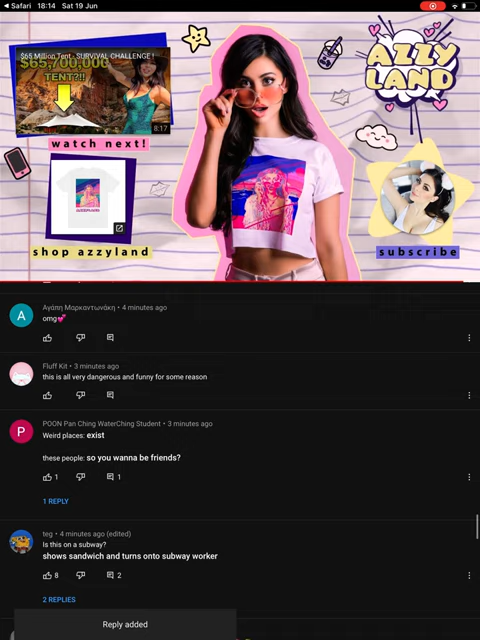 Safari 18:14 Sat 19 Jun
$65 Million Tent - SURVIVAL CHALLENGE !
$65,700,000
TENT?!!
8:17
AZZY
LAND
watch next!
shop azzyland
subscribe
Αγάπη Μαρκαντωνάκη • 4 minutes ago
omg💞
Fluff Kit • 3 minutes ago
this is all very dangerous and funny for some reason
POON Pan Ching WaterChing Student • 3 minutes ago
Weird places: exist
these people: so you wanna be friends?
1 1
1 REPLY
teg • 4 minutes ago (edited)
Is this on a subway?
shows sandwich and turns onto subway worker
8 2
2 REPLIES
Reply added